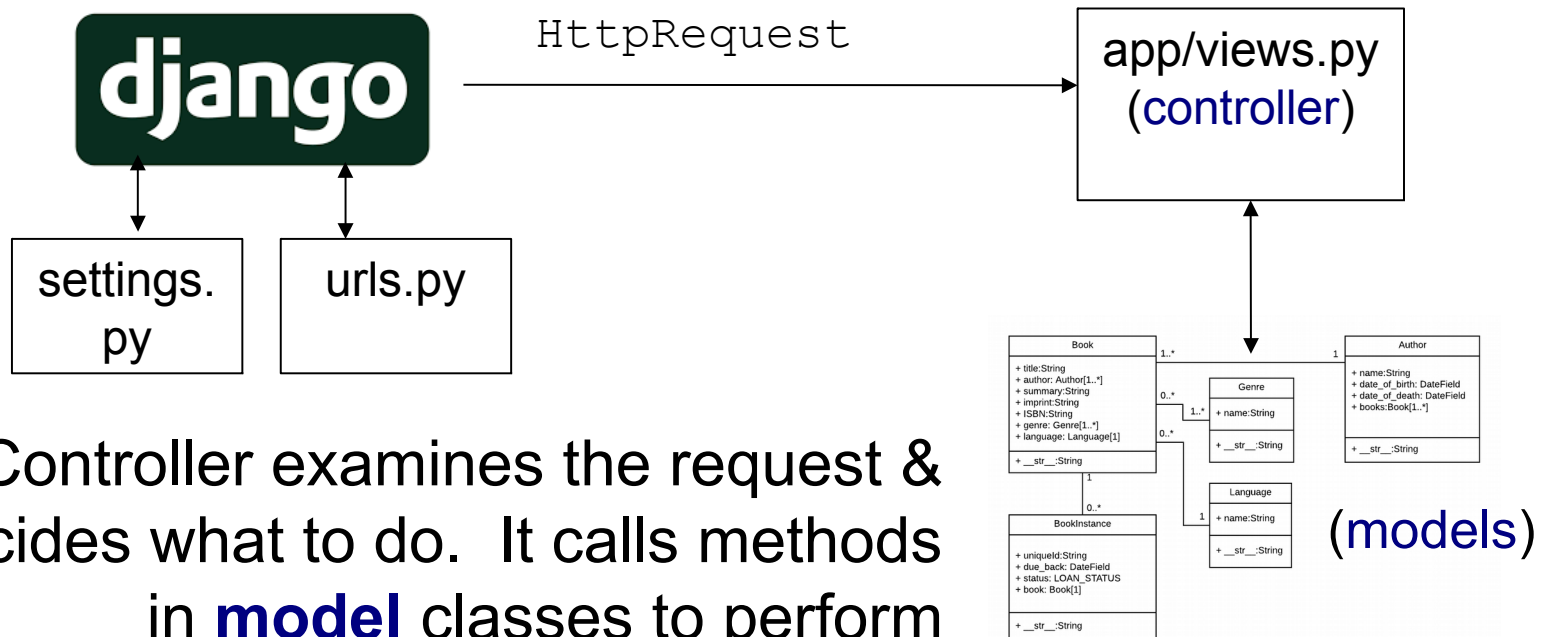 django
HttpRequest
app/views.py
(controller)
settings.
py
urls.py
Book
+ title:String
+ author: Author[1..*]
+ summary:String
+ imprint:String
+ ISBN:String
+ genre: Genre[1..*]
+ language: Language[1]
+ __str__:String
1..*
1
0..*
1..*
0..*
1
1
0..*
Author
+ name:String
+ date_of_birth: DateField
+ date_of_death: DateField
+ books:Book[1..*]
+ __str__:String
Genre
+ name:String
+ __str__:String
Language
+ name:String
+ __str__:String
BookInstance
+ uniqueId:String
+ due_back: DateField
+ status: LOAN_STATUS
+ book: Book[1]
+ __str__:String
(models)
Controller examines the request &
cides what to do. It calls methods
in model classes to perform